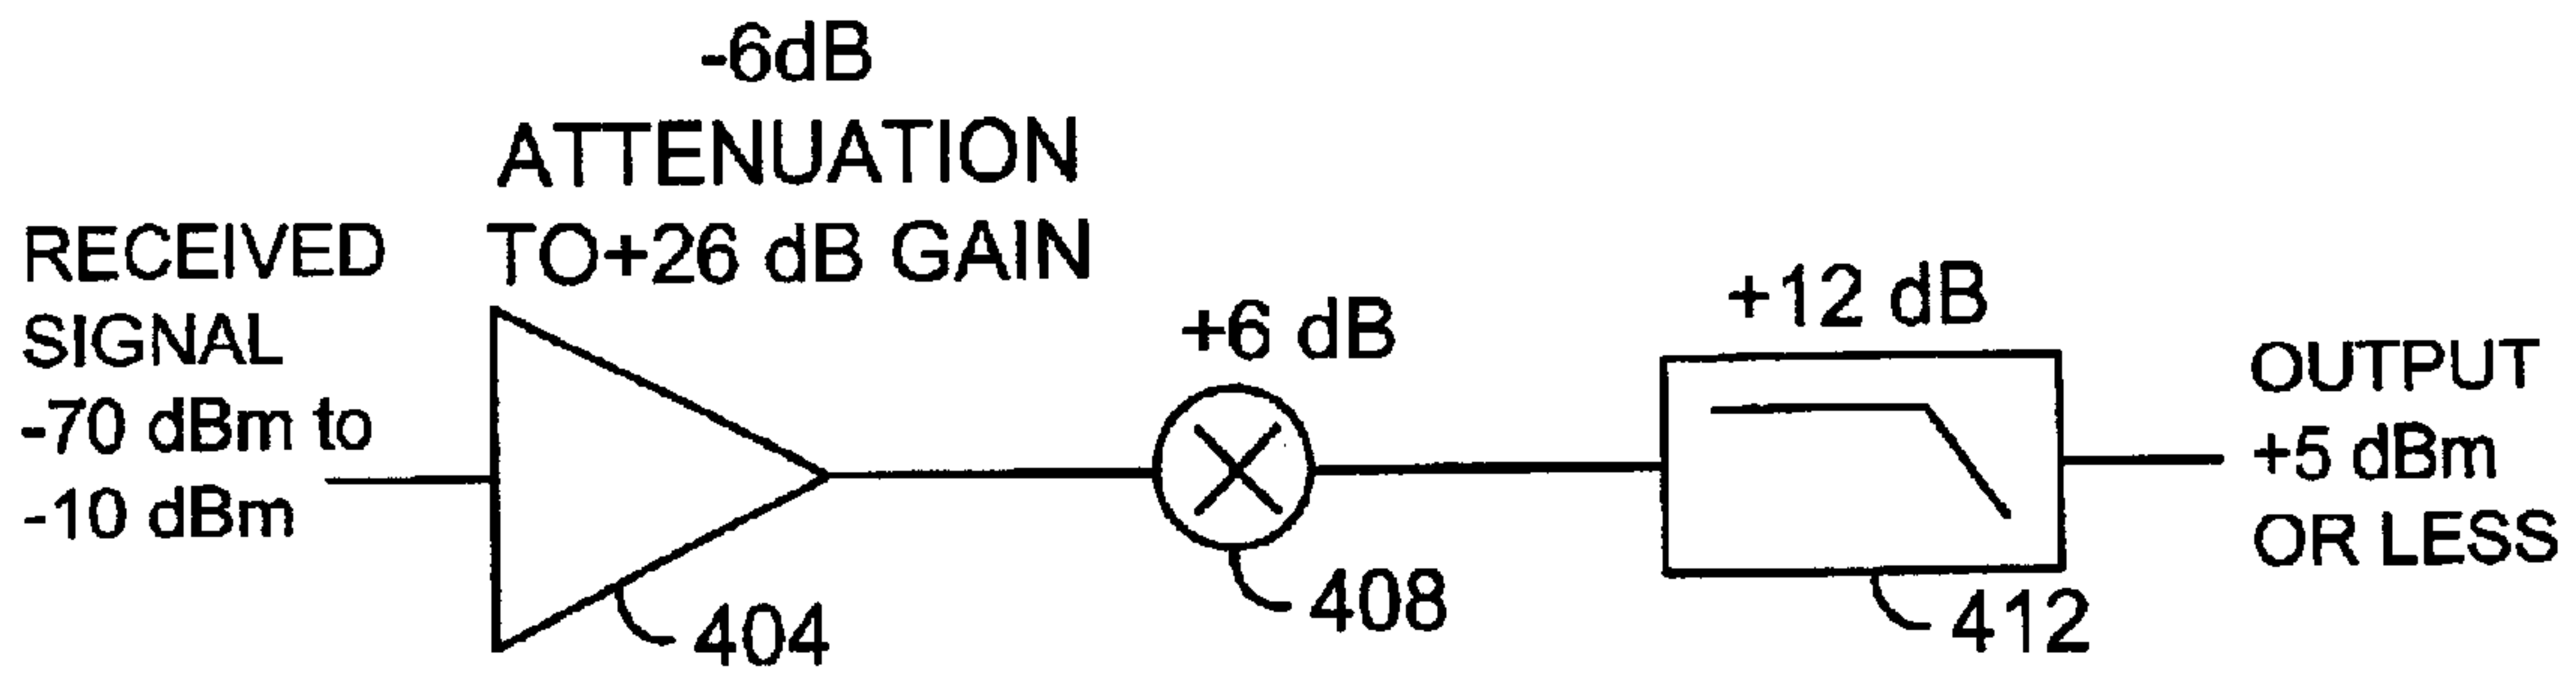 -6dB
ATTENUATION
TO+26 dB GAIN
RECEIVED
SIGNAL
-70 dBm to
-10 dBm
+6 dB
+12 dB
OUTPUT
+5 dBm
OR LESS
404
408
412